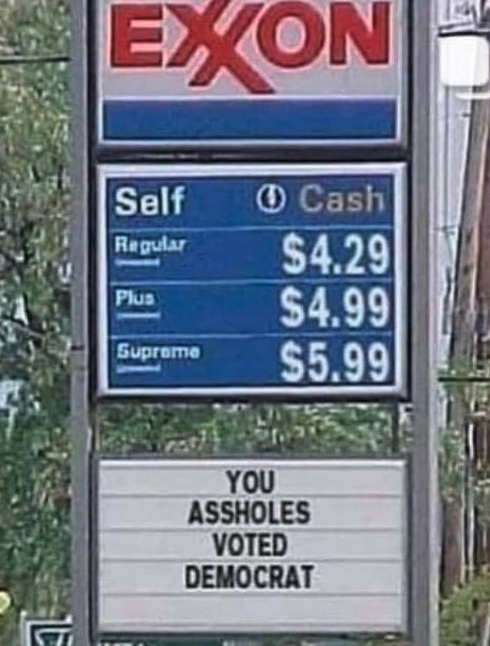 EXXON
Self Cash
Regular $4.29
Plus $4.99
Supreme $5.99
YOU
ASSHOLES
VOTED
DEMOCRAT